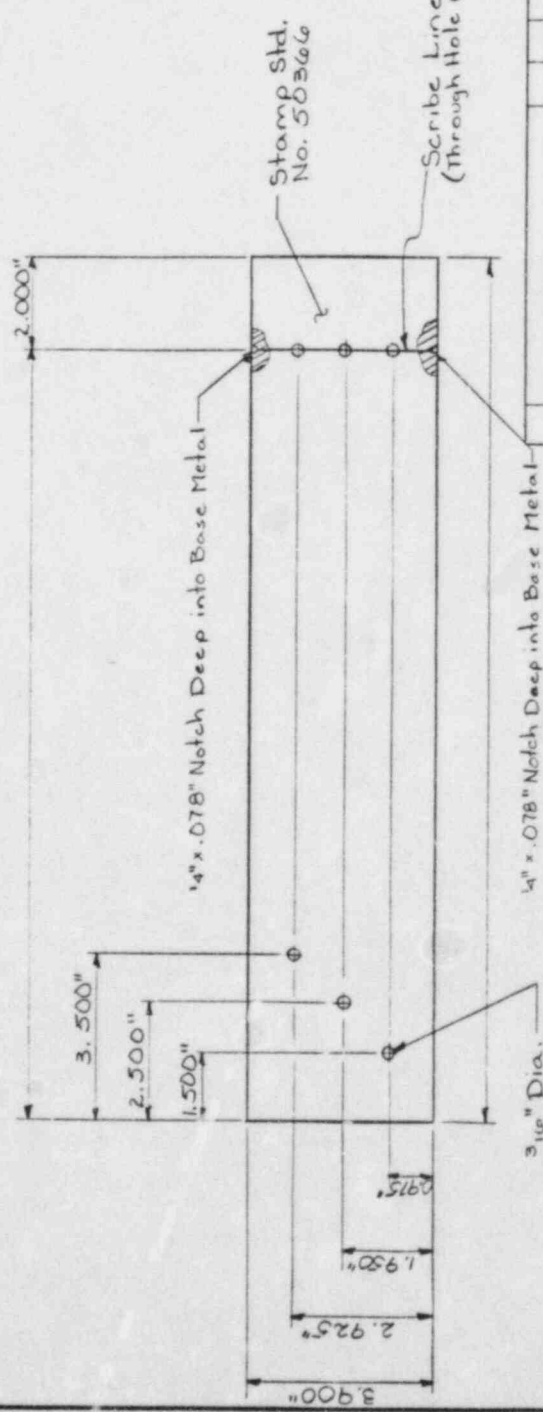 2.000"
Stamp Std.
No. 50366
Scribe Line
(Through Hole
¼" x .078" Notch Deep into Base Metal
3.500"
2.500"
1.500"
0.975"
1.950"
2.925"
3.900"
3/16" Dia.
¼" x .078" Notch Deep into Base Metal